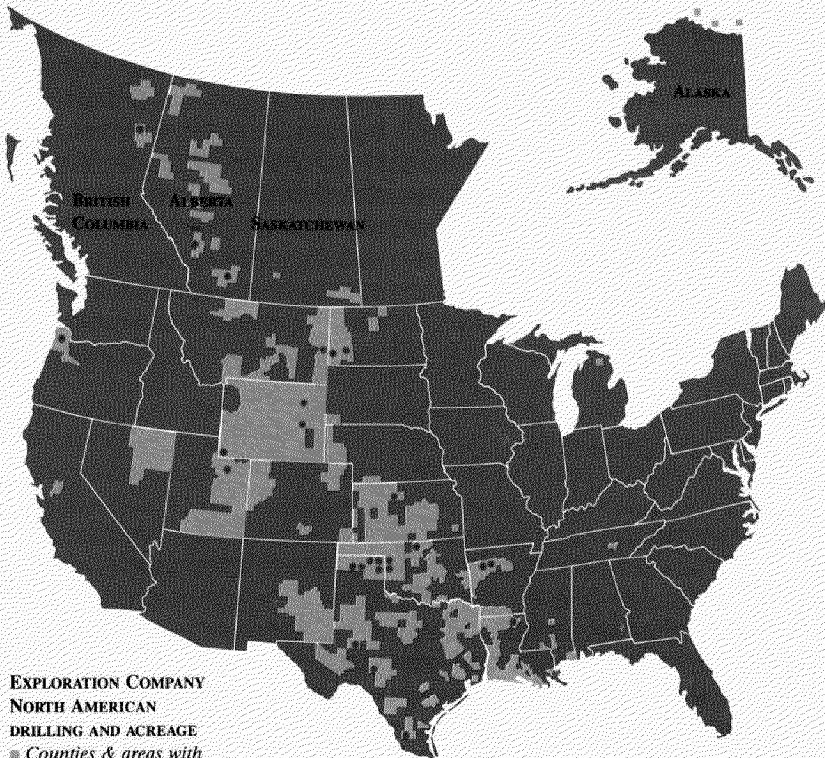 ALASKA
BRITISH
COLUMBIA
ALBERTA
SASKATCHEWAN
EXPLORATION COMPANY
NORTH AMERICAN
DRILLING AND ACREAGE
Counties & areas with